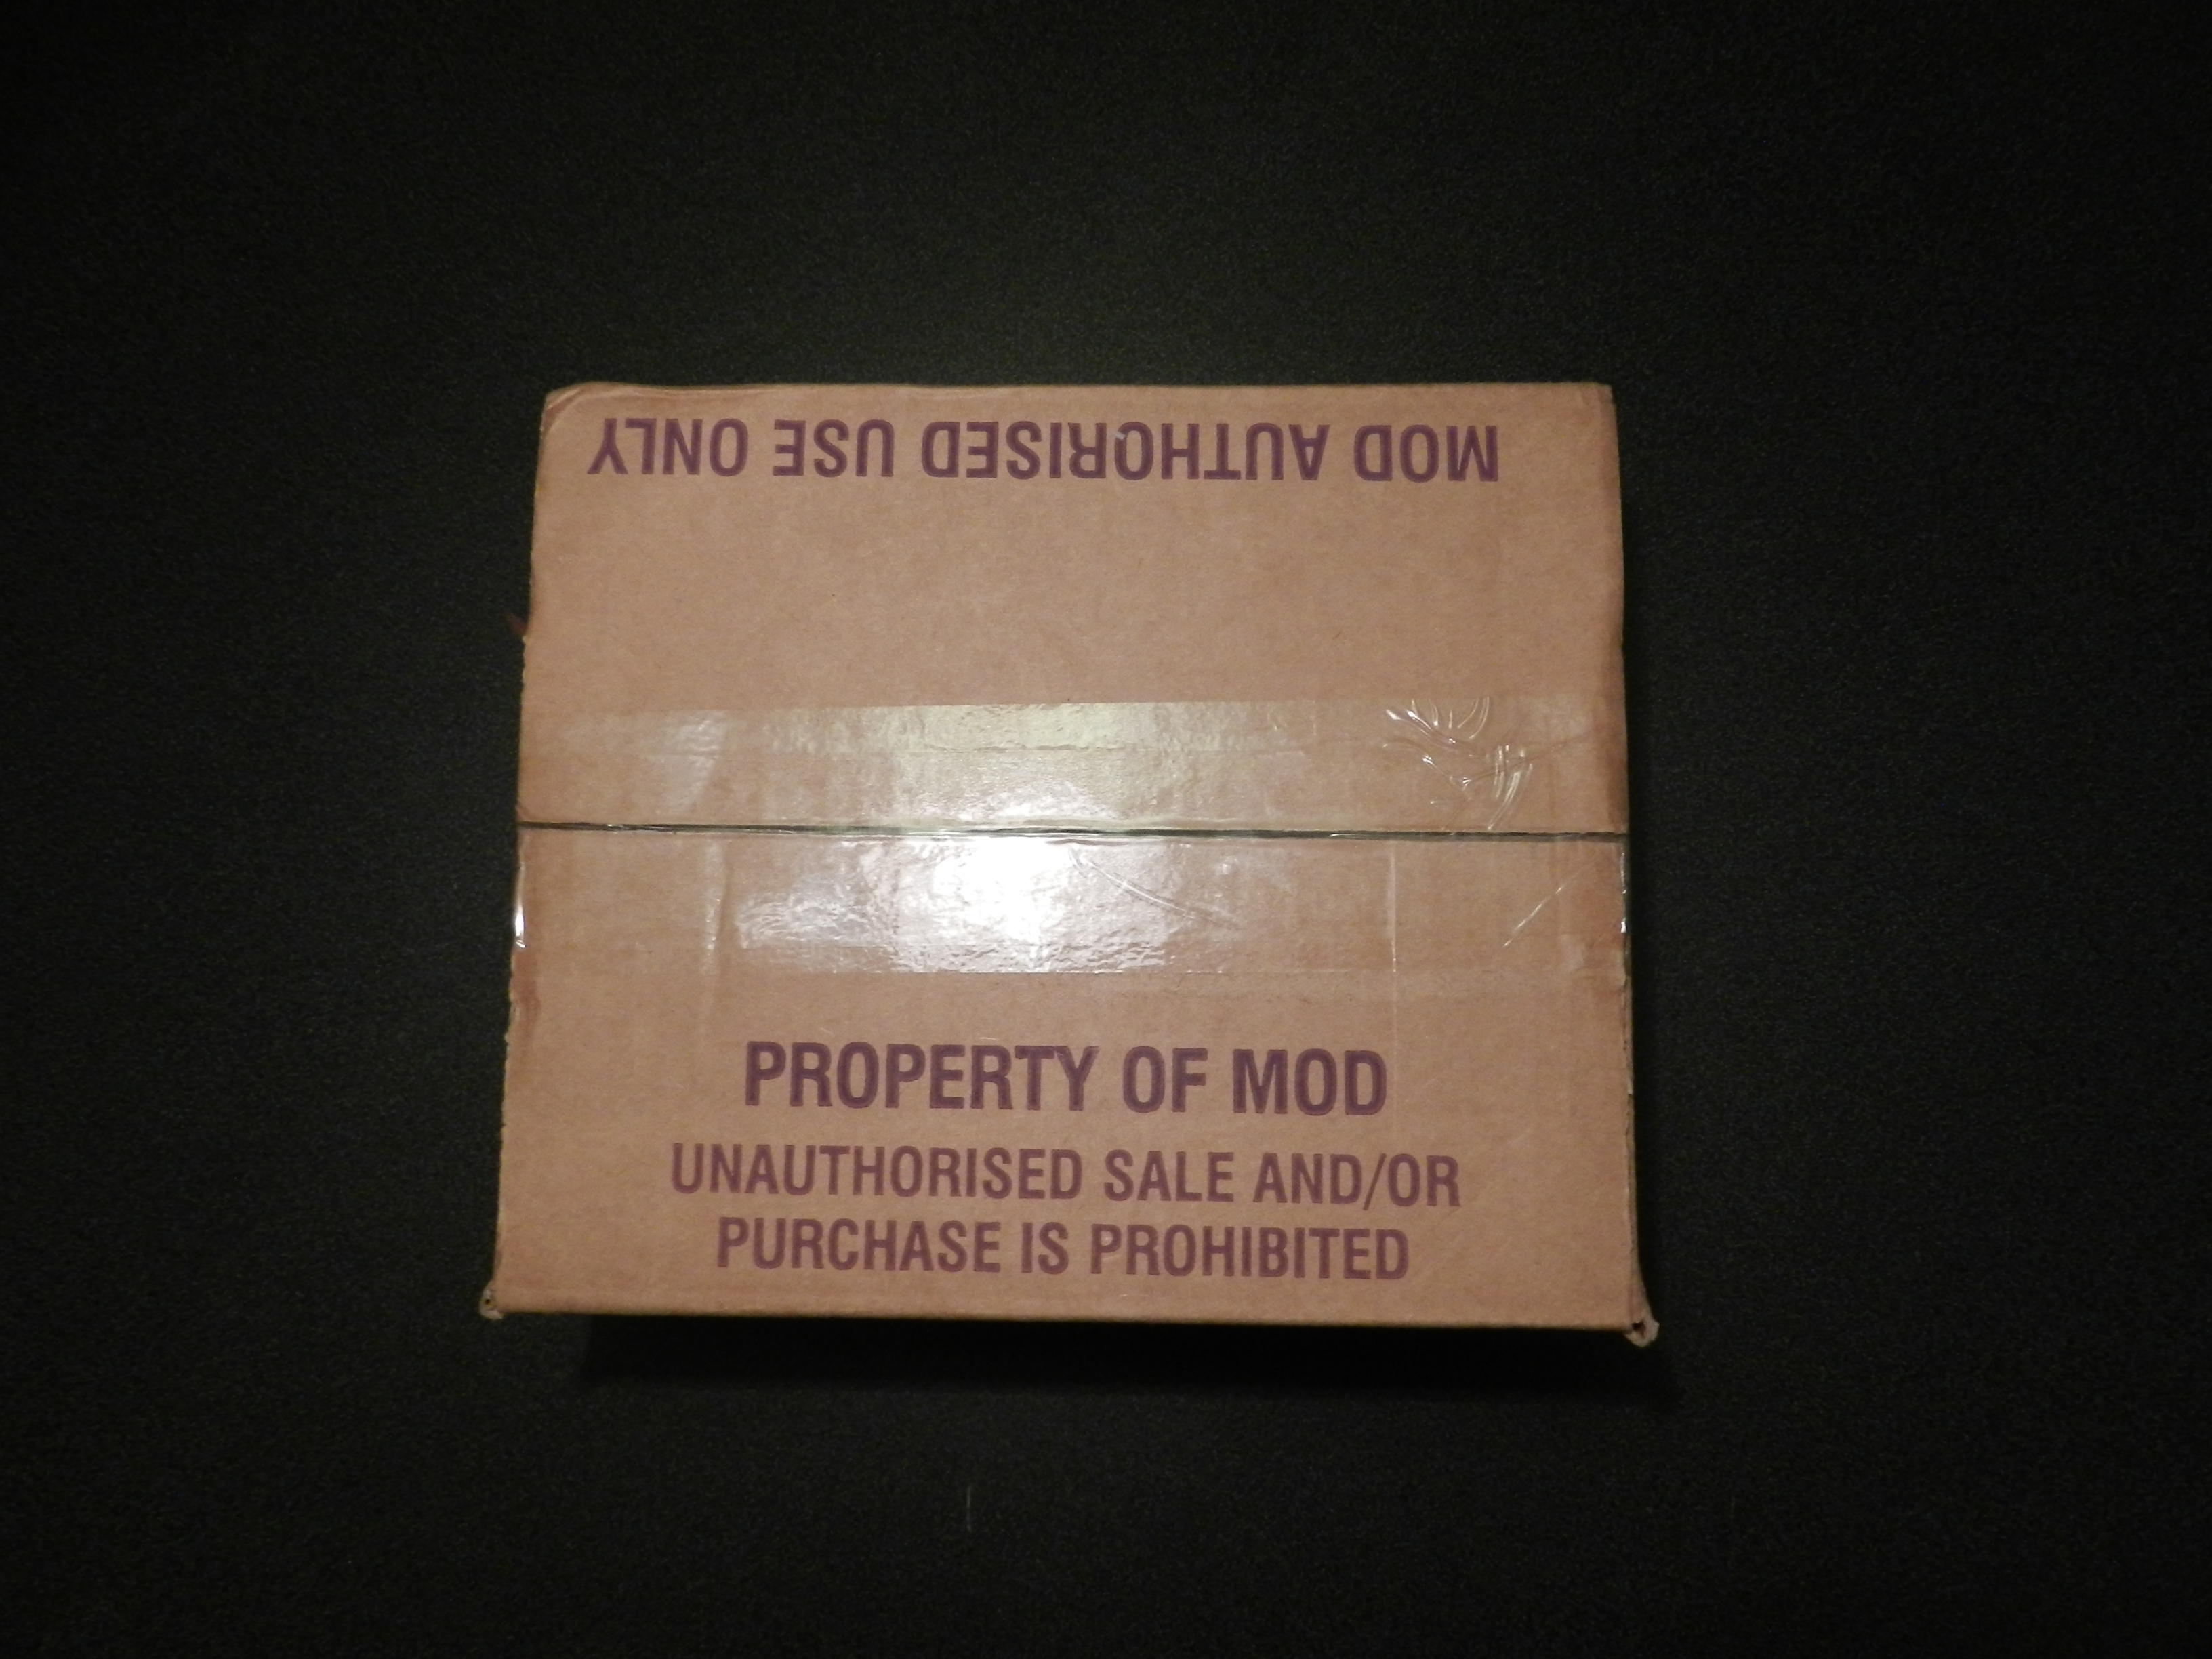 MOD AUTHORISED USE ONLY
PROPERTY OF MOD
UNAUTHORISED SALE AND/OR
PURCHASE IS PROHIBITED